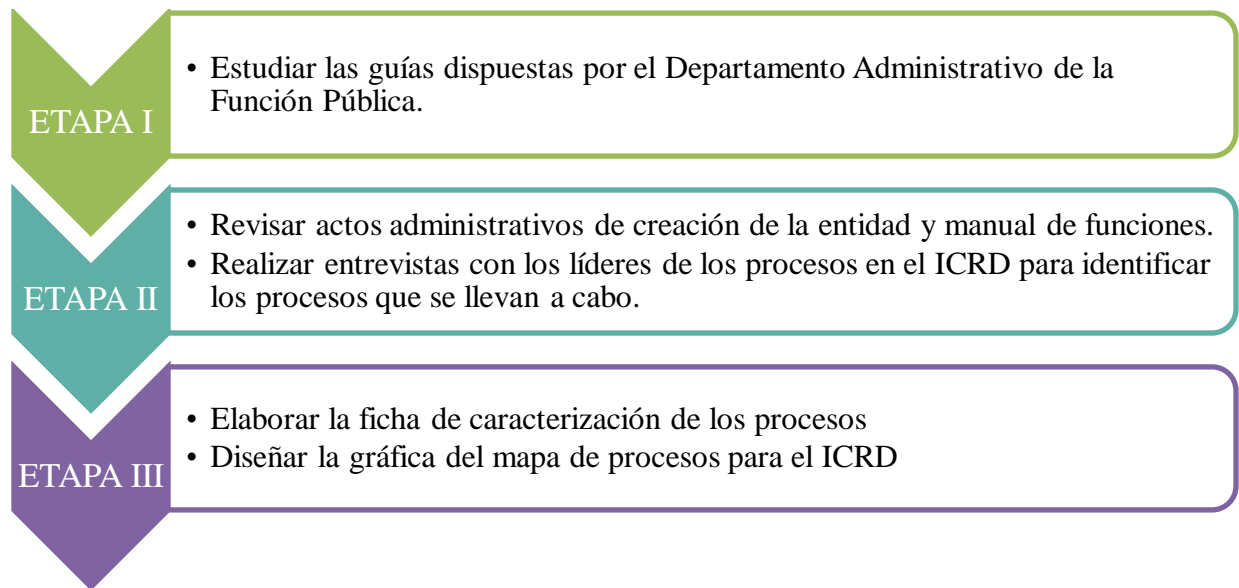 ETAPA I
• Estudiar las guías dispuestas por el Departamento Administrativo de la
Función Pública.
ETAPA II
• Revisar actos administrativos de creación de la entidad y manual de funciones.
• Realizar entrevistas con los líderes de los procesos en el ICRD para identificar
los procesos que se llevan a cabo.
ETAPA III
• Elaborar la ficha de caracterización de los procesos
• Diseñar la gráfica del mapa de procesos para el ICRD